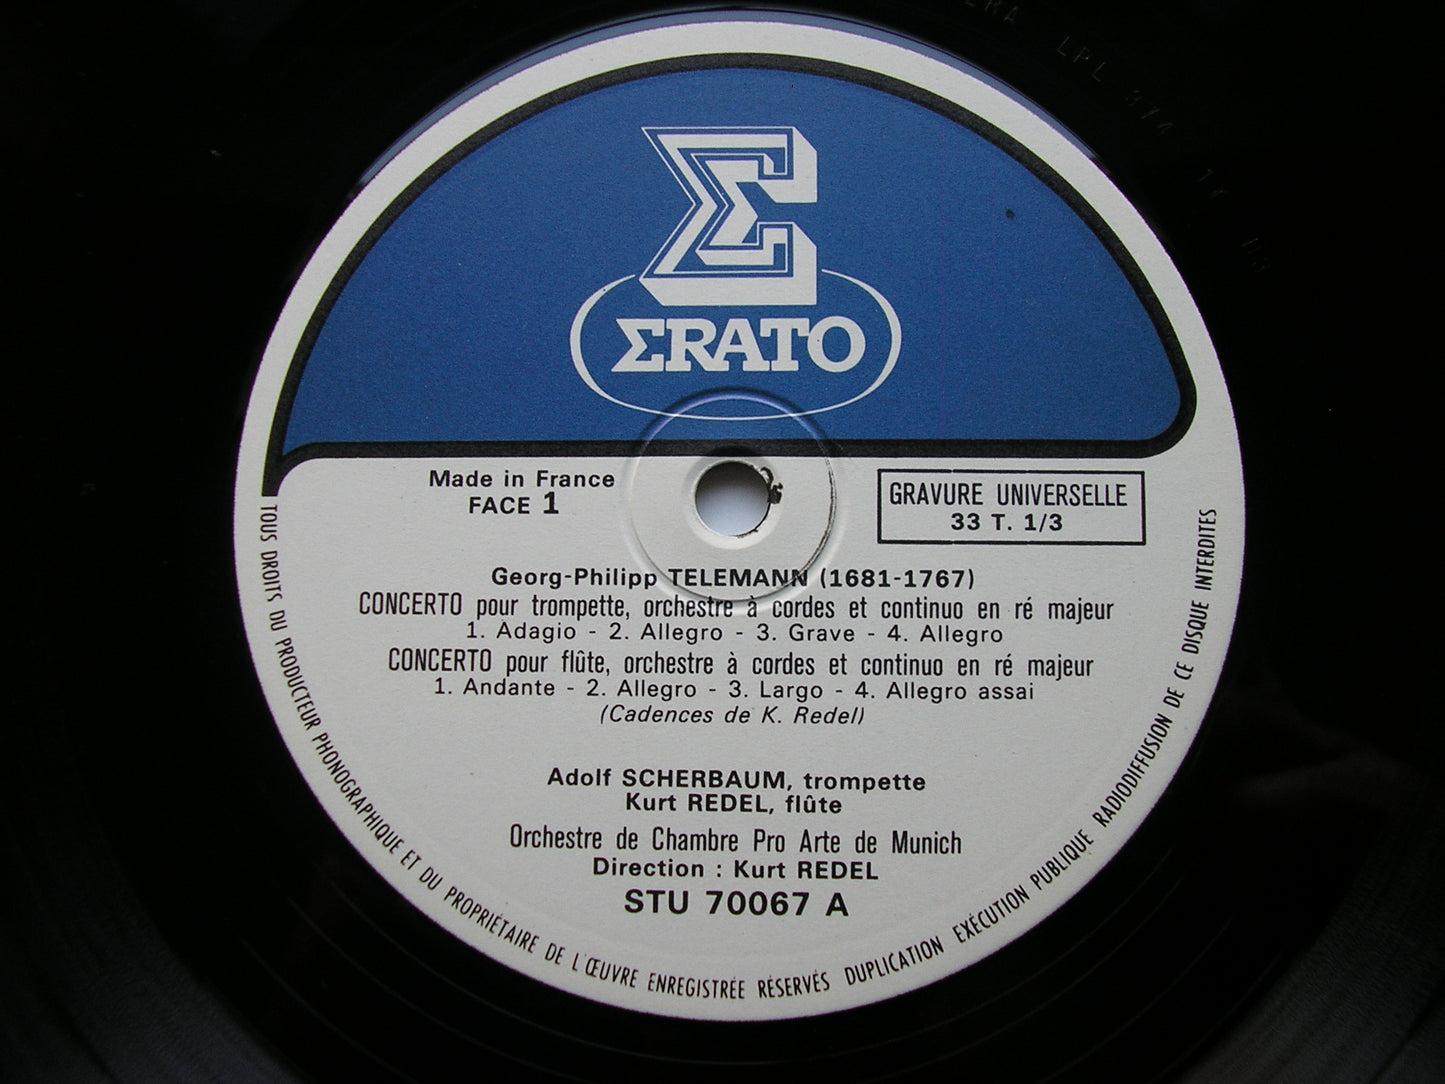 ΣRATO
Made in France
FACE 1
GRAVURE UNIVERSELLE
33 T. 1/3
Georg-Philipp TELEMANN (1681-1767)
CONCERTO pour trompette, orchestre à cordes et continuo en ré majeur
1. Adagio - 2. Allegro - 3. Grave - 4. Allegro
CONCERTO pour flûte, orchestre à cordes et continuo en ré majeur
1. Andante - 2. Allegro - 3. Largo - 4. Allegro assai
(Cadences de K. Redel)
Adolf SCHERBAUM, trompette
Kurt REDEL, flûte
Orchestre de Chambre Pro Arte de Munich
Direction : Kurt REDEL
STU 70067 A
TOUS DROITS DU PRODUCTEUR PHONOGRAPHIQUE ET DU PROPRIÉTAIRE DE L'ŒUVRE ENREGISTRÉE RÉSERVÉS DUPLICATION EXÉCUTION PUBLIQUE RADIODIFFUSION DE CE DISQUE INTERDITES